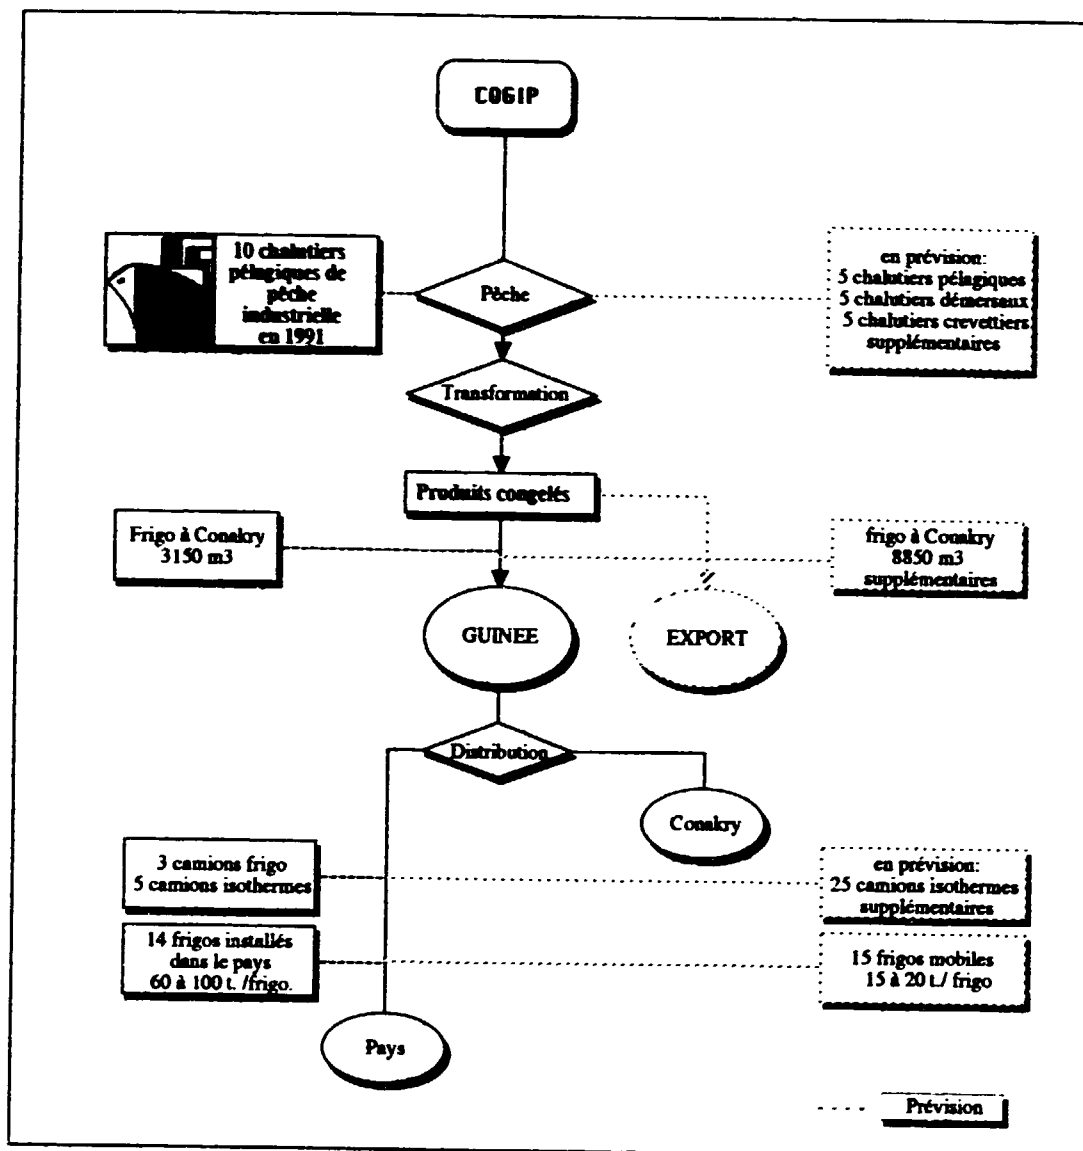 COGIP
10 chalutiers
pélagiques de
pêche
industrielle
en 1991
Pêche
en prévision:
5 chalutiers pélagiques
5 chalutiers démersaux
5 chalutiers crevettiers
supplémentaires
Transformation
Produits congelés
Frigo à Conakry
3150 m3
frigo à Conakry
8850 m3
supplémentaires
GUINEE
EXPORT
Distribution
Conakry
3 camions frigo
5 camions isothermes
en prévision:
25 camions isothermes
supplémentaires
14 frigos installés
dans le pays
60 à 100 t. /frigo.
15 frigos mobiles
15 à 20 t./ frigo
Pays
Prévision